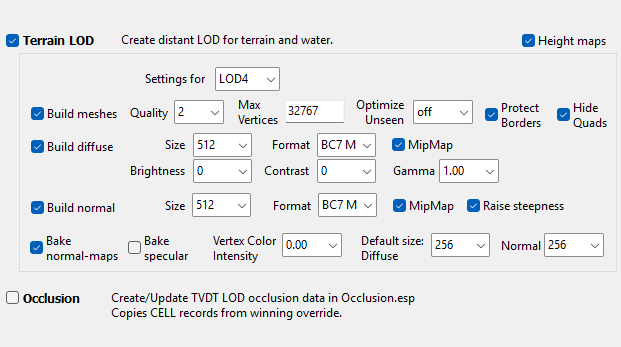 Terrain LOD Create distant LOD for terrain and water. Height maps
Settings for LOD4
Build meshes Quality 2 Max Vertices 32767 Optimize Unseen off Protect Borders Hide Quads
Build diffuse Size 512 Format BC7 M MipMap
Brightness 0 Contrast 0 Gamma 1.00
Build normal Size 512 Format BC7 M MipMap Raise steepness
Bake normal-maps Bake specular Vertex Color Intensity 0.00 Default size: Diffuse 256 Normal 256
Occlusion Create/Update TVDT LOD occlusion data in Occlusion.esp
Copies CELL records from winning override.